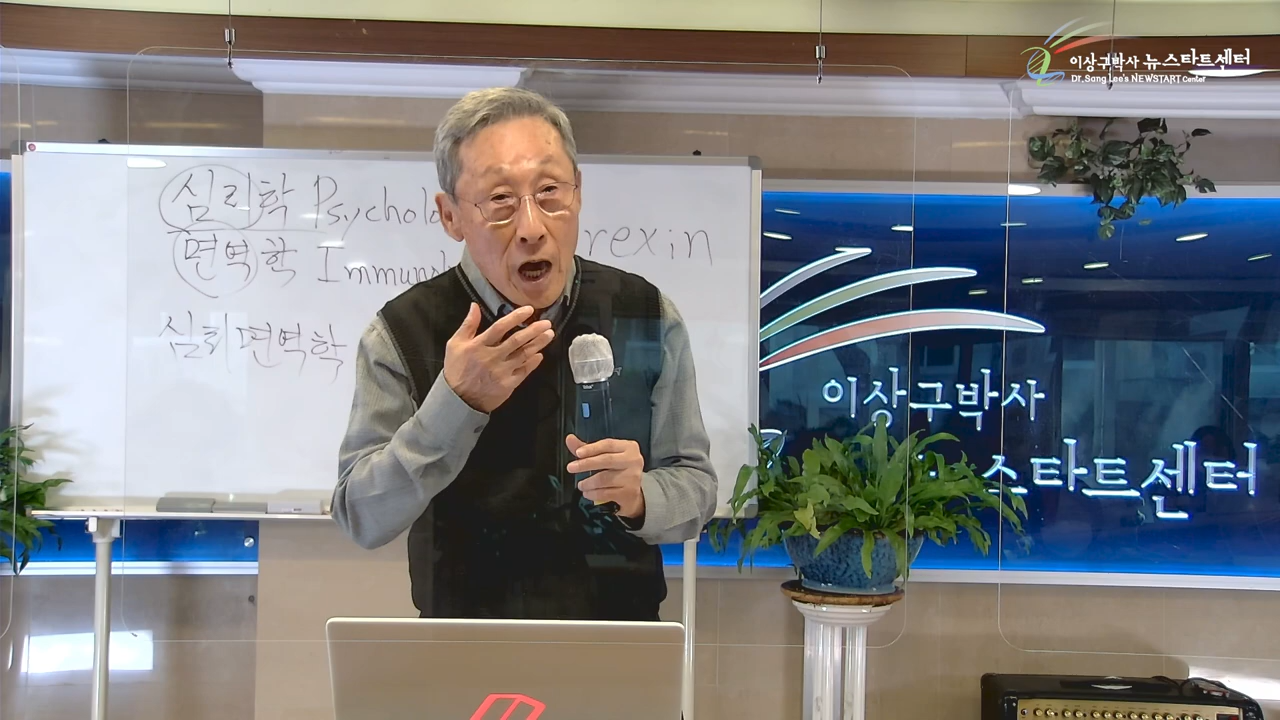 이상구박사 뉴스타트센터
Dr. Sang Lee's NEWSTART Center
심리학 Psycholo
면역학 Immunol
rexin
심리면역학
이상구박사
스타트센터